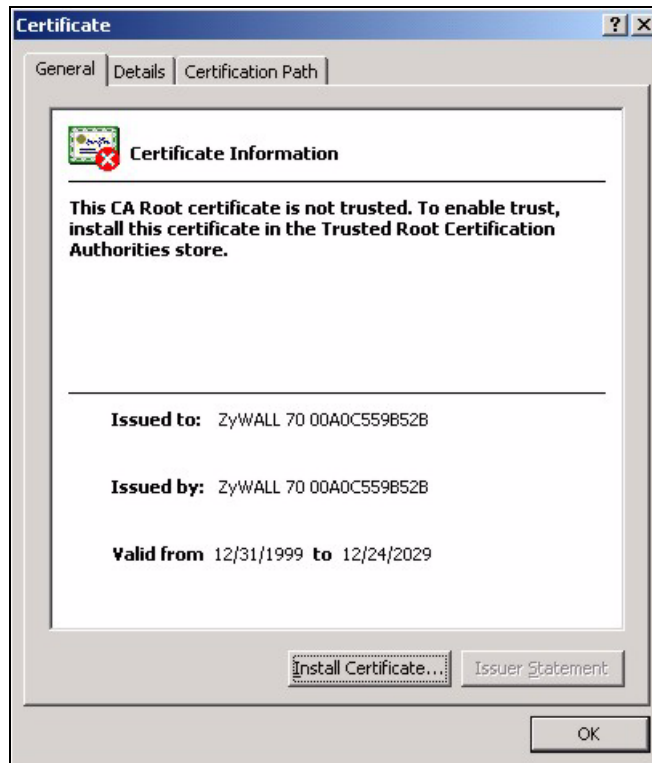 Certificate
General
Details
Certification Path
Certificate Information
This CA Root certificate is not trusted. To enable trust,
install this certificate in the Trusted Root Certification
Authorities store.
Issued to: ZyWALL 70 00A0C559B52B
Issued by: ZyWALL 70 00A0C559B52B
Valid from 12/31/1999 to 12/24/2029
Install Certificate...
Issuer Statement
OK